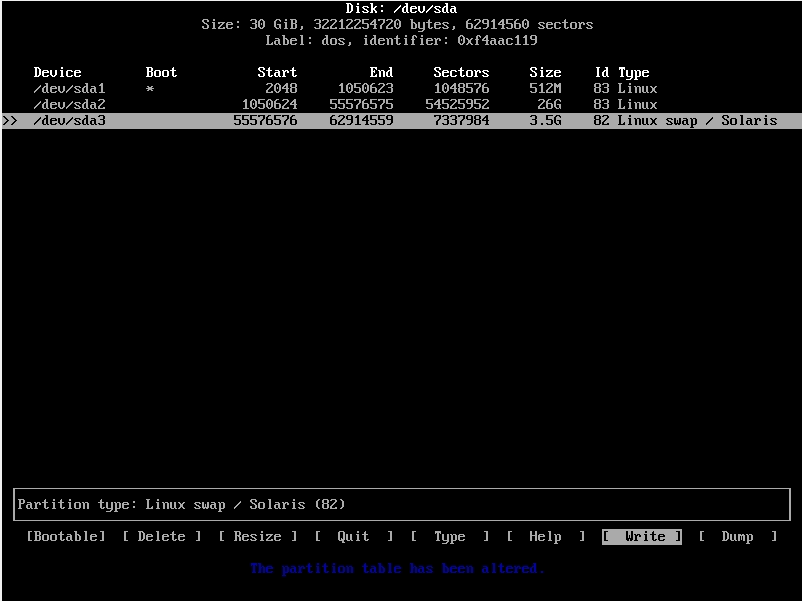 Disk: /dev/sda
Size: 30 GiB, 32212254720 bytes, 62914560 sectors
Label: dos, identifier: 0xf4aac119
Device Boot Start End Sectors Size Id Type
/dev/sda1 * 2048 1050623 1048576 512M 83 Linux
/dev/sda2 1050624 55576575 54525952 26G 83 Linux
>> /dev/sda3 55576576 62914559 7337984 3.5G 82 Linux swap / Solaris
Partition type: Linux swap / Solaris (82)
[Bootable] [ Delete ] [ Resize ] [ Quit ] [ Type ] [ Help ] [ Write ] [ Dump ]
The partition table has been altered.